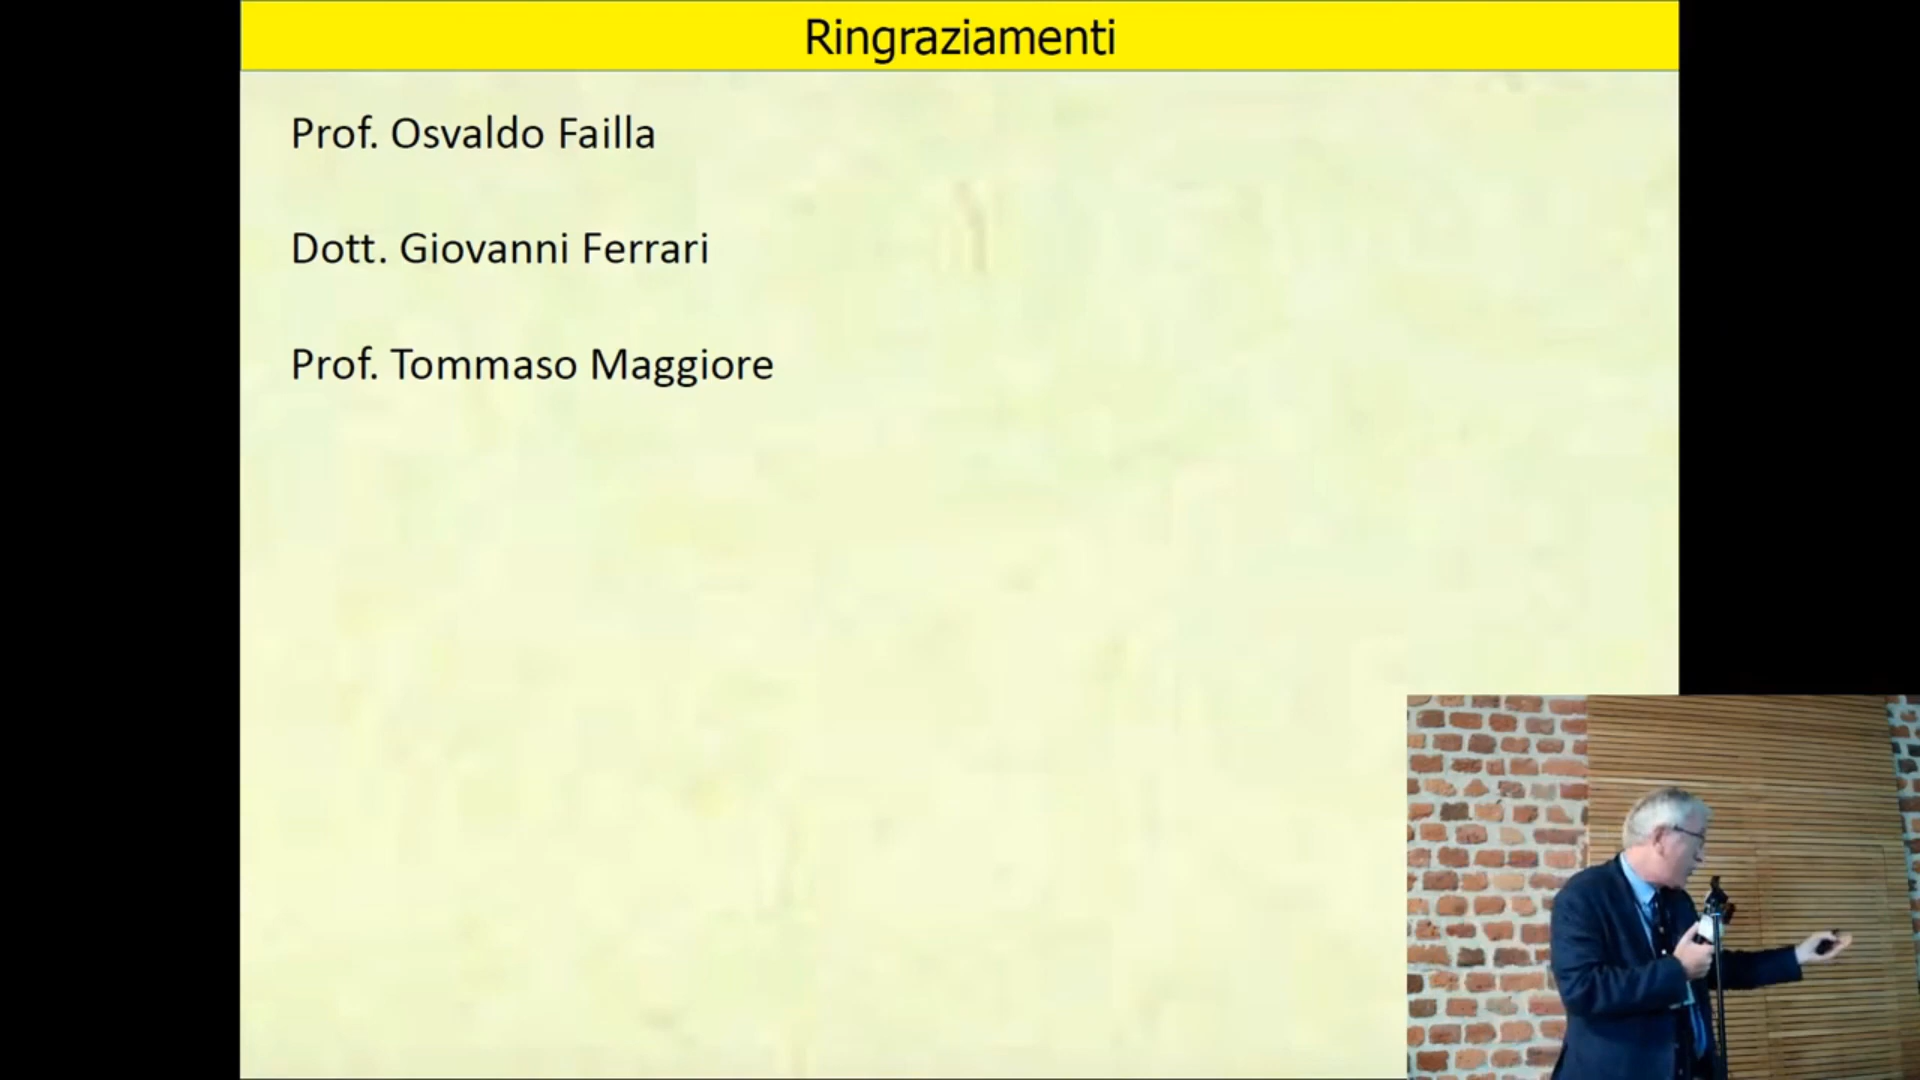 Ringraziamenti
Prof. Osvaldo Failla
Dott. Giovanni Ferrari
Prof. Tommaso Maggiore